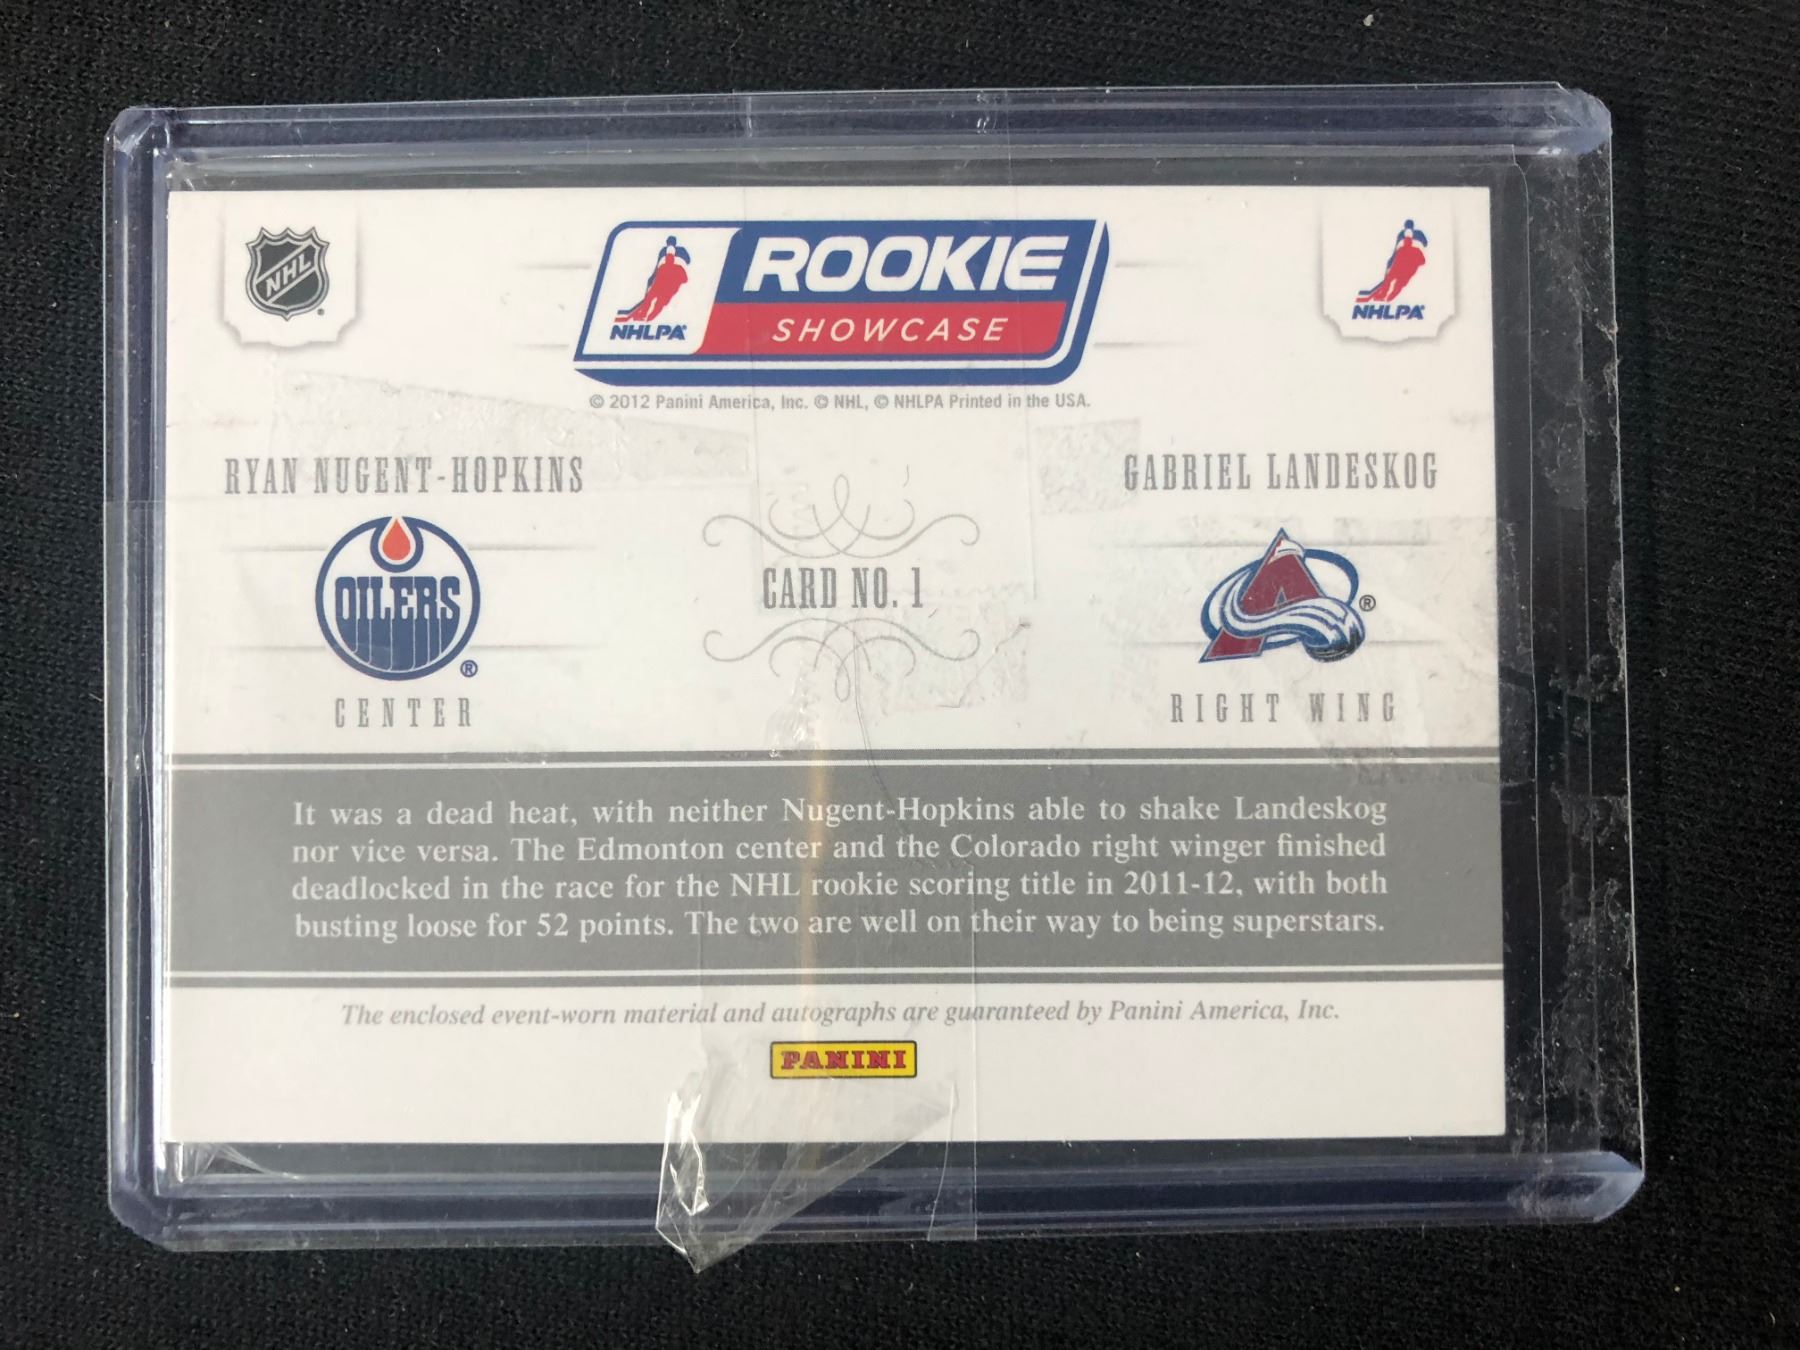 NHL
NHLPA
ROOKIE
SHOWCASE
NHLPA
© 2012 Panini America, Inc. © NHL, © NHLPA Printed in the USA.
RYAN NUGENT-HOPKINS
GABRIEL LANDESKOG
OILERS ®
CARD NO. 1
A ®
CENTER
RIGHT WING
It was a dead heat, with neither Nugent-Hopkins able to shake Landeskog
nor vice versa. The Edmonton center and the Colorado right winger finished
deadlocked in the race for the NHL rookie scoring title in 2011-12, with both
busting loose for 52 points. The two are well on their way to being superstars.
The enclosed event-worn material and autographs are guaranteed by Panini America, Inc.
PANINI